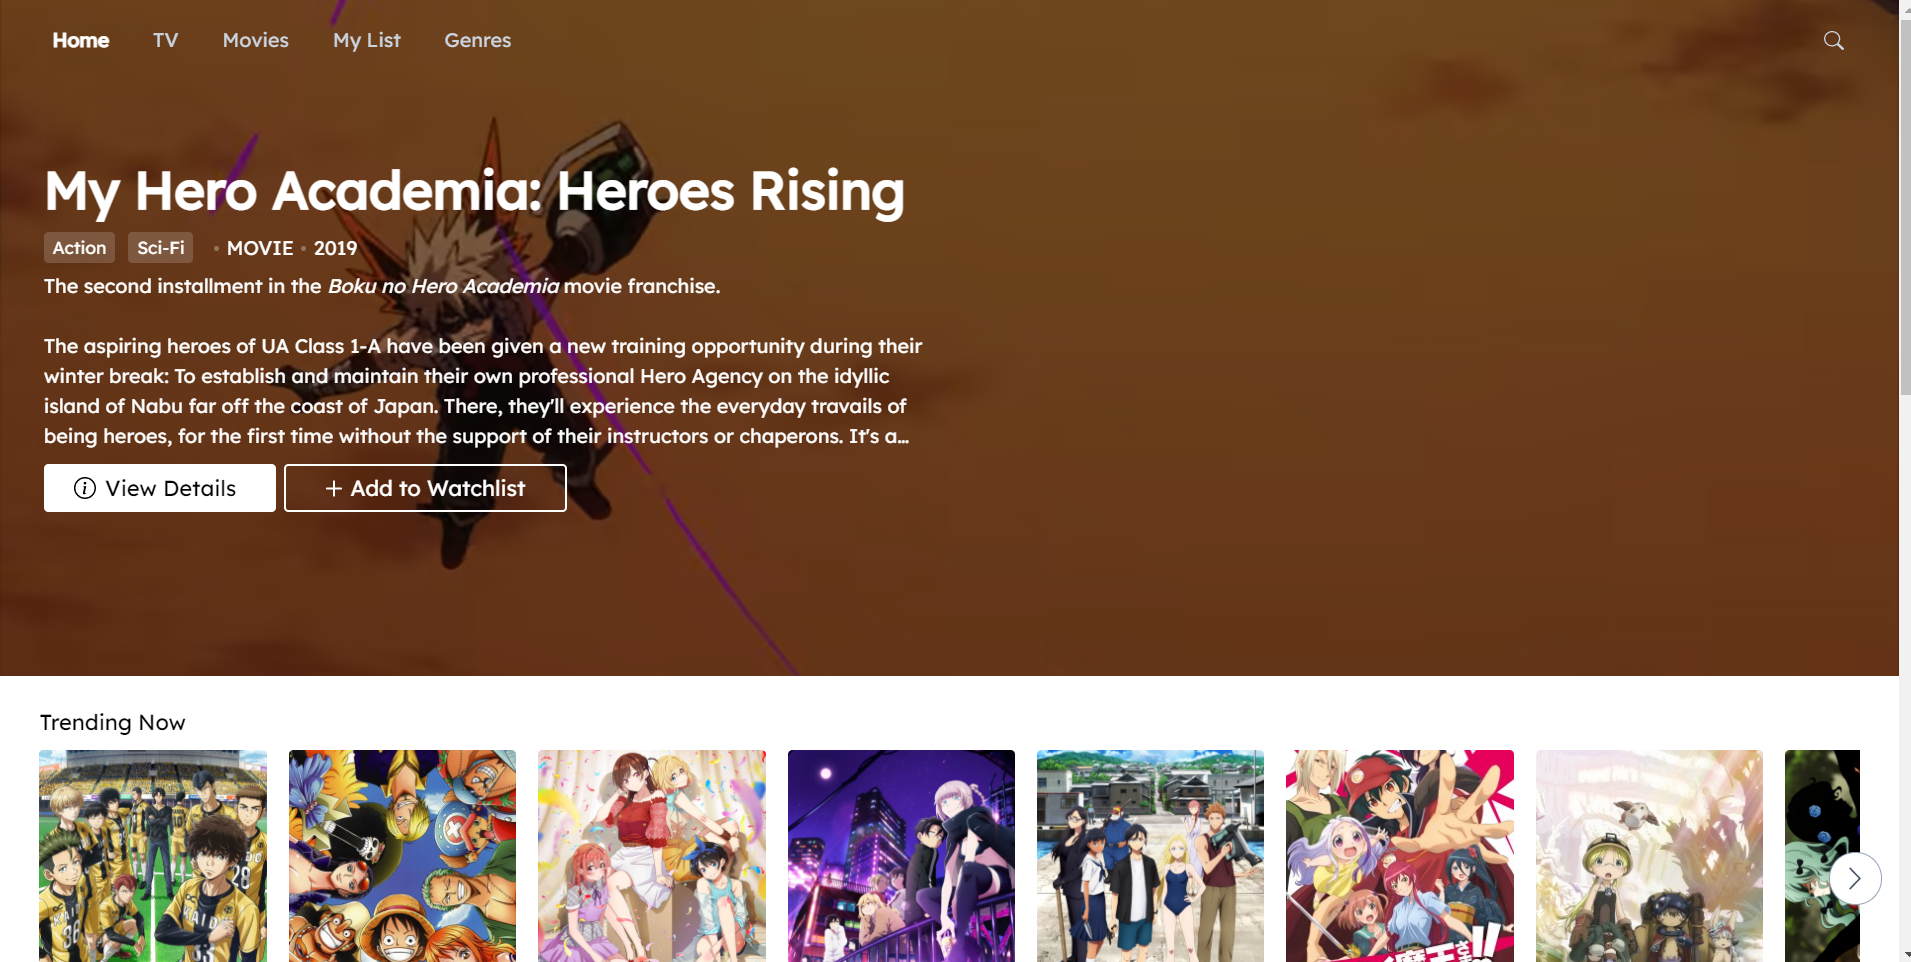 Home TV Movies My List Genres
My Hero Academia: Heroes Rising
Action Sci-Fi • MOVIE • 2019
The second installment in the Boku no Hero Academia movie franchise.
The aspiring heroes of UA Class 1-A have been given a new training opportunity during their
winter break: To establish and maintain their own professional Hero Agency on the idyllic
island of Nabu far off the coast of Japan. There, they'll experience the everyday travails of
being heroes, for the first time without the support of their instructors or chaperons. It's a...
View Details + Add to Watchlist
Trending Now